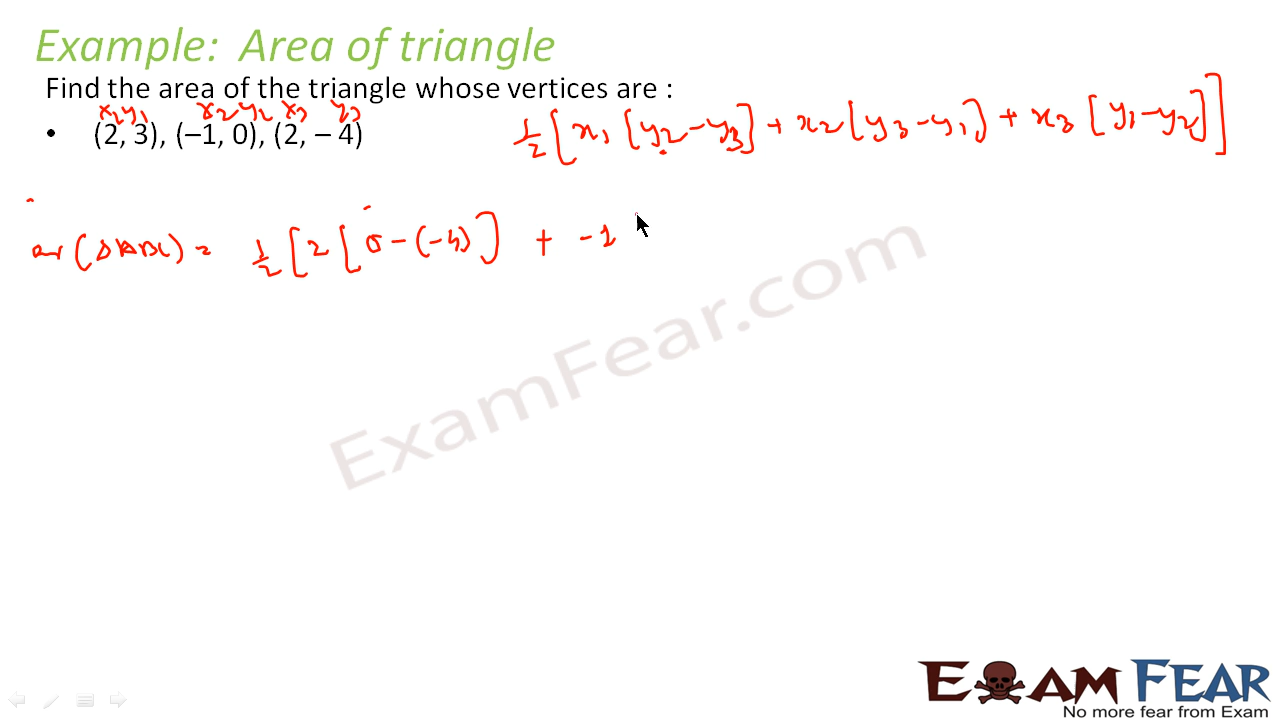 Example: Area of triangle
Find the area of the triangle whose vertices are :
x2 y1 x2 y2 x3 y3
• (2, 3), (–1, 0), (2, – 4)
1/2 [x1 [y2 - y3] + x2 [y3 - y1] + x3 [y1 - y2]]
ar (ΔABC) = 1/2 [2 [0 - (-4)] + -1
ExamFear.com
EXAM FEAR
No more fear from Exam